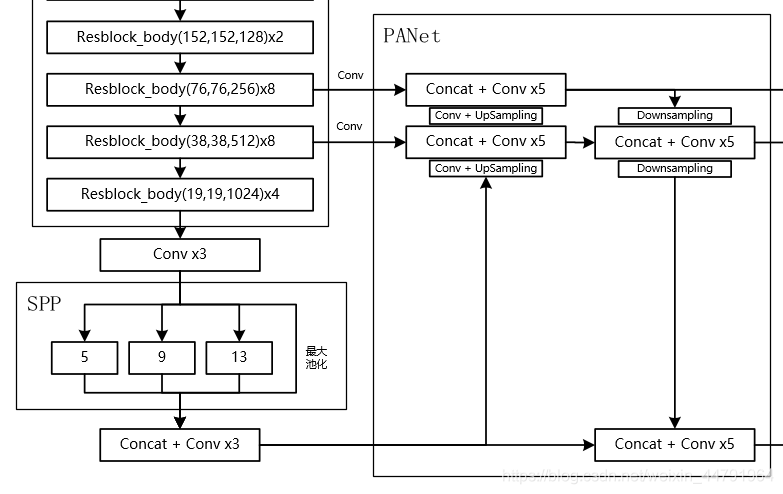 Resblock_body(152,152,128)x2
Resblock_body(76,76,256)x8
Resblock_body(38,38,512)x8
Resblock_body(19,19,1024)x4
Conv
Conv
PANet
Concat + Conv x5
Conv + UpSampling
Concat + Conv x5
Conv + UpSampling
Downsampling
Concat + Conv x5
Downsampling
Conv x3
SPP
5
9
13
最大
池化
Concat + Conv x3
Concat + Conv x5
https://blog.csdn.net/weixin_44791964